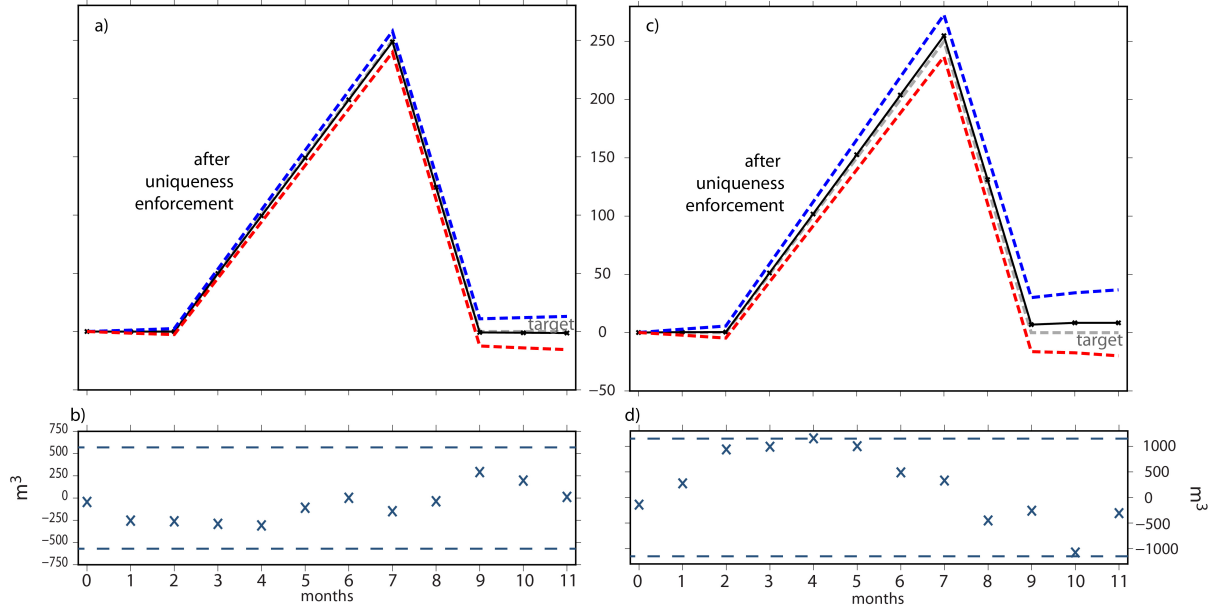 a)
after
uniqueness
enforcement
target
c)
250
200
150
100
50
0
−50
after
uniqueness
enforcement
target
b)
750
500
250
0
−250
−500
−750
m³
0 1 2 3 4 5 6 7 8 9 10 11
months
d)
1000
500
0
−500
−1000
m³
0 1 2 3 4 5 6 7 8 9 10 11
months